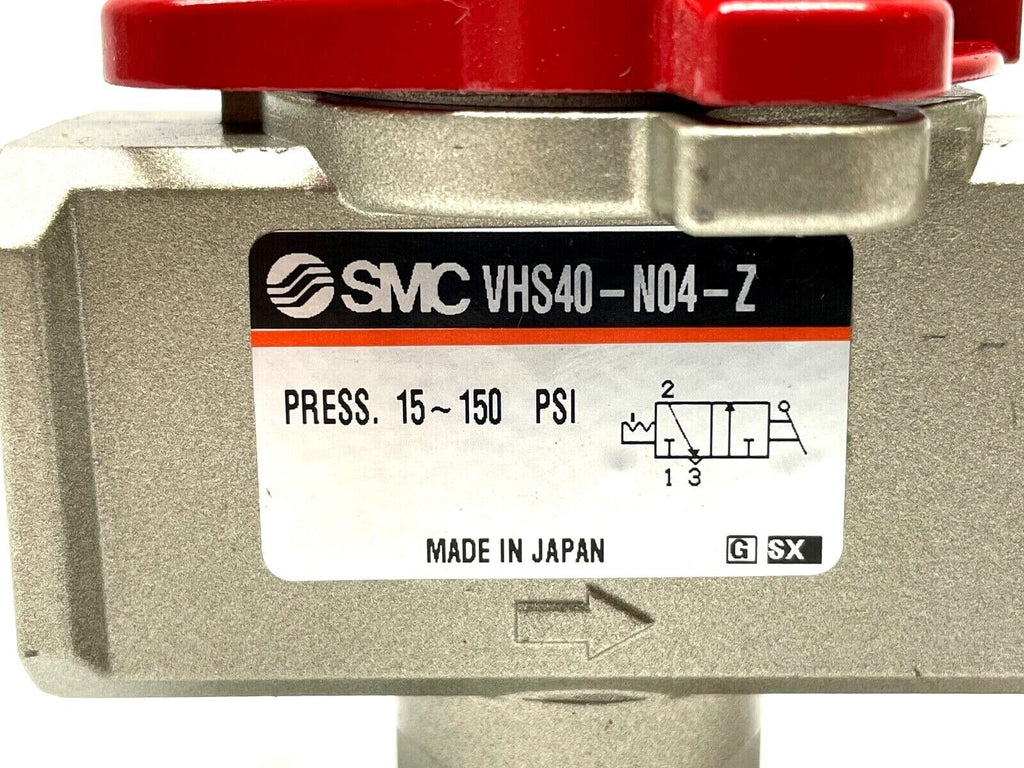 SMC VHS40-N04-Z
PRESS. 15~150 PSI
2
1 3
MADE IN JAPAN
G SX